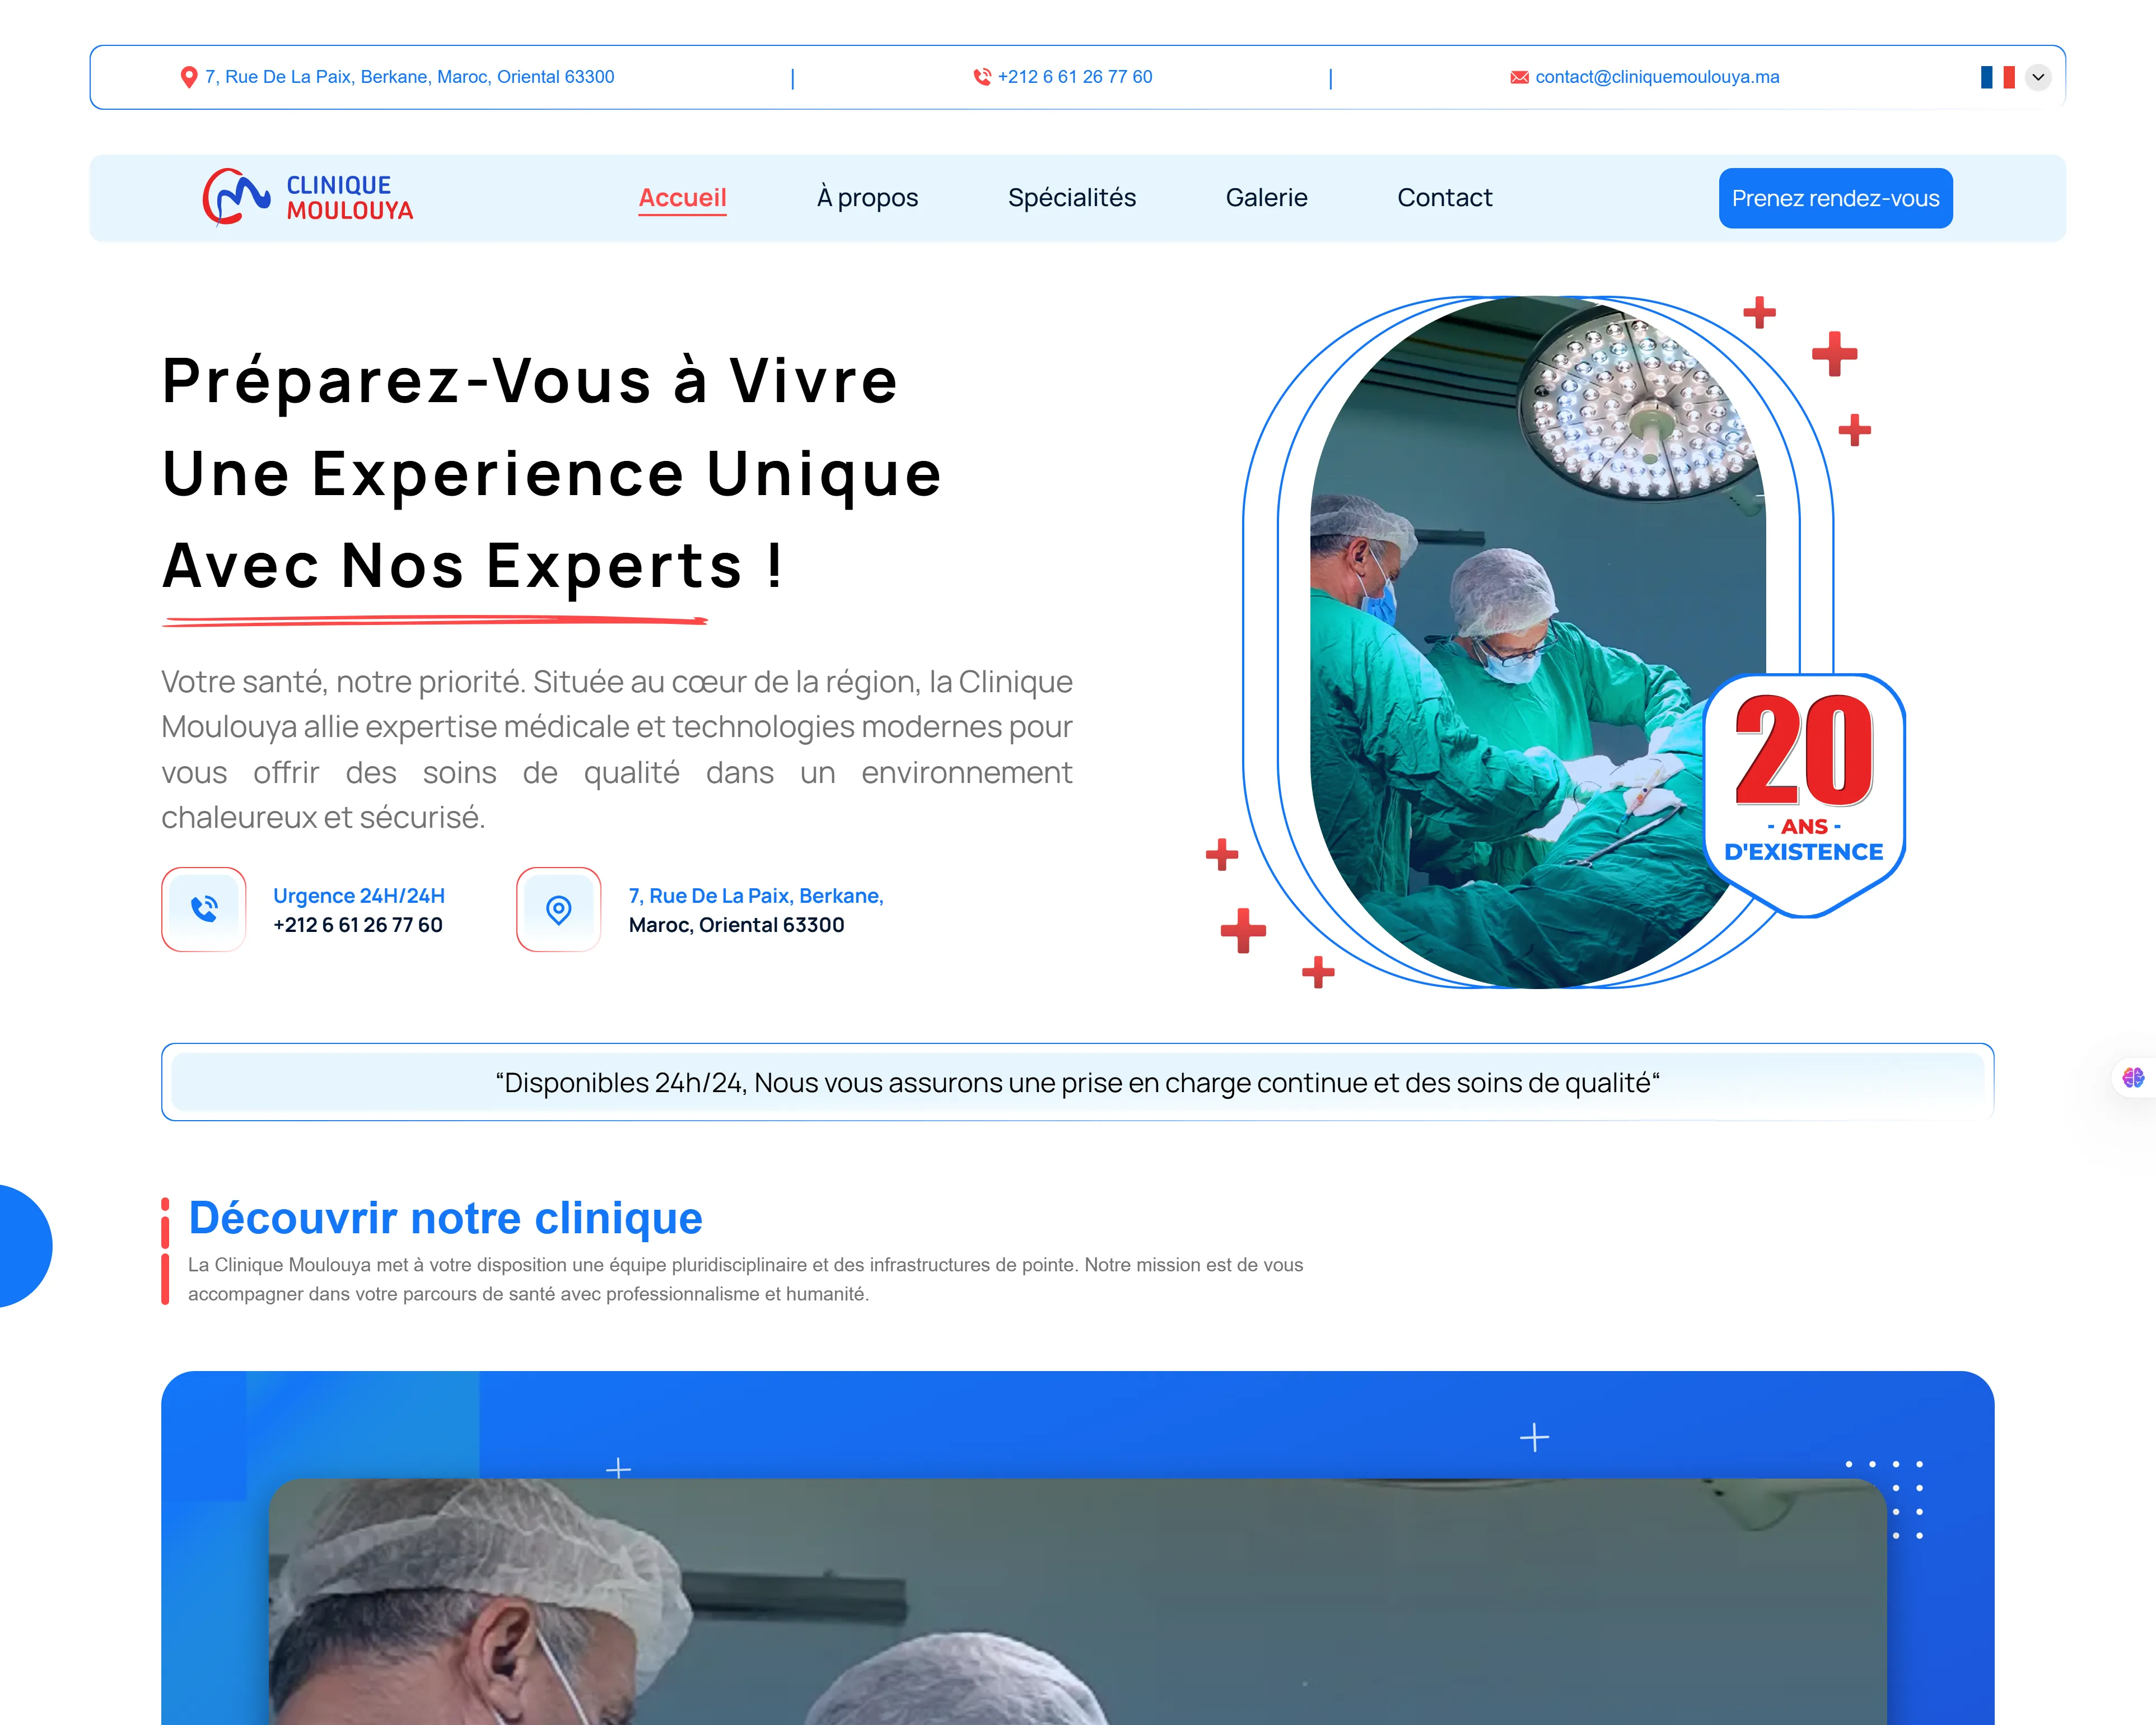 7, Rue De La Paix, Berkane, Maroc, Oriental 63300
+212 6 61 26 77 60
contact@cliniquemoulouya.ma
CLINIQUE
MOULOUYA
Accueil
À propos
Spécialités
Galerie
Contact
Prenez rendez-vous
Préparez-Vous à Vivre
Une Experience Unique
Avec Nos Experts !
Votre santé, notre priorité. Située au cœur de la région, la Clinique
Moulouya allie expertise médicale et technologies modernes pour
vous offrir des soins de qualité dans un environnement
chaleureux et sécurisé.
Urgence 24H/24H
+212 6 61 26 77 60
7, Rue De La Paix, Berkane,
Maroc, Oriental 63300
20
- ANS -
D'EXISTENCE
“Disponibles 24h/24, Nous vous assurons une prise en charge continue et des soins de qualité“
Découvrir notre clinique
La Clinique Moulouya met à votre disposition une équipe pluridisciplinaire et des infrastructures de pointe. Notre mission est de vous
accompagner dans votre parcours de santé avec professionnalisme et humanité.